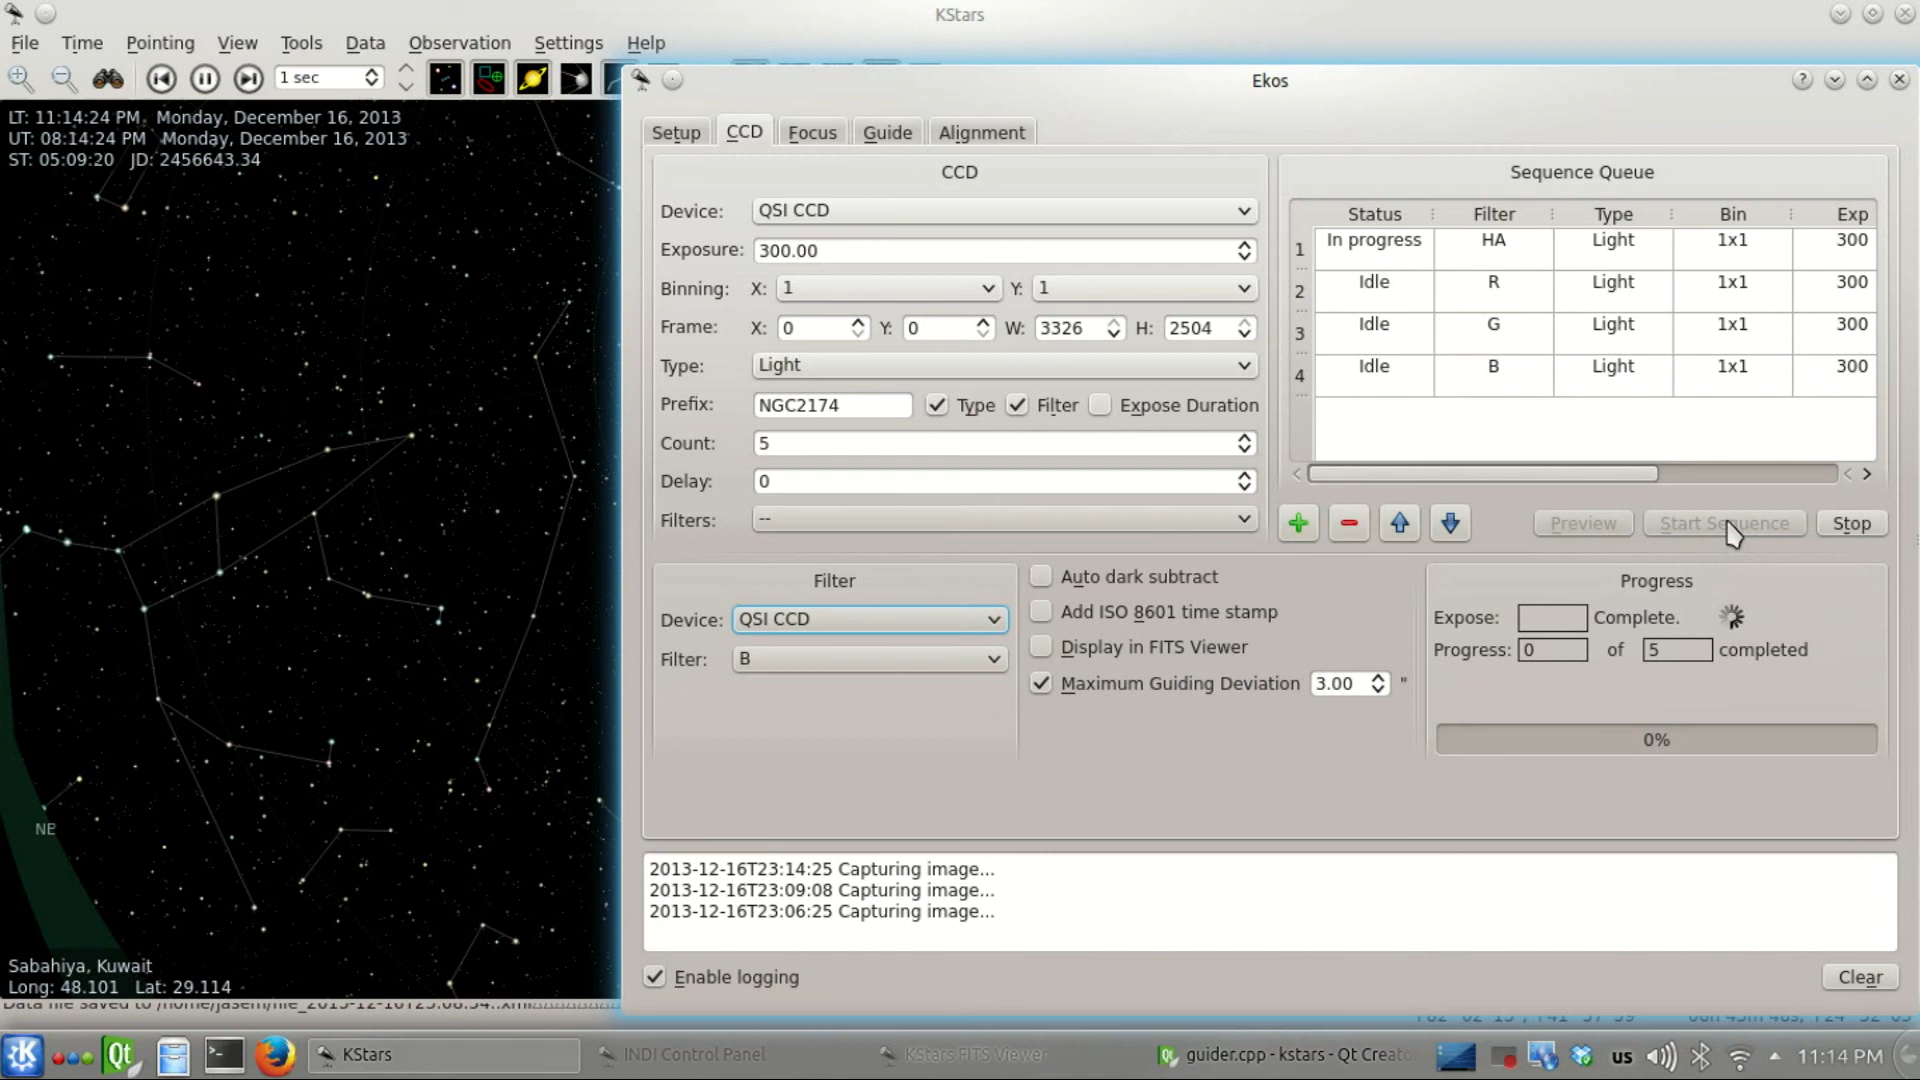 KStars
File Time Pointing View Tools Data Observation Settings Help
1 sec
Ekos
LT: 11:14:24 PM Monday, December 16, 2013
UT: 08:14:24 PM Monday, December 16, 2013
ST: 05:09:20 JD: 2456643.34
NE
Sabahiya, Kuwait
Long: 48.101 Lat: 29.114
Setup CCD Focus Guide Alignment
CCD
Device: QSI CCD
Exposure: 300.00
Binning: X: 1 Y: 1
Frame: X: 0 Y: 0 W: 3326 H: 2504
Type: Light
Prefix: NGC2174 Type Filter Expose Duration
Count: 5
Delay: 0
Filters: --
Sequence Queue
Status Filter Type Bin Exp
1 In progress HA Light 1x1 300
2 Idle R Light 1x1 300
3 Idle G Light 1x1 300
4 Idle B Light 1x1 300
Preview Start Sequence Stop
Filter
Device: QSI CCD
Filter: B
Auto dark subtract
Add ISO 8601 time stamp
Display in FITS Viewer
Maximum Guiding Deviation 3.00 "
Progress
Expose: Complete.
Progress: 0 of 5 completed
0%
2013-12-16T23:14:25 Capturing image...
2013-12-16T23:09:08 Capturing image...
2013-12-16T23:06:25 Capturing image...
Enable logging
Clear
Data file saved to
KStars INDI Control Panel KStars FITS Viewer guider.cpp - kstars - Qt Creato us 11:14 PM